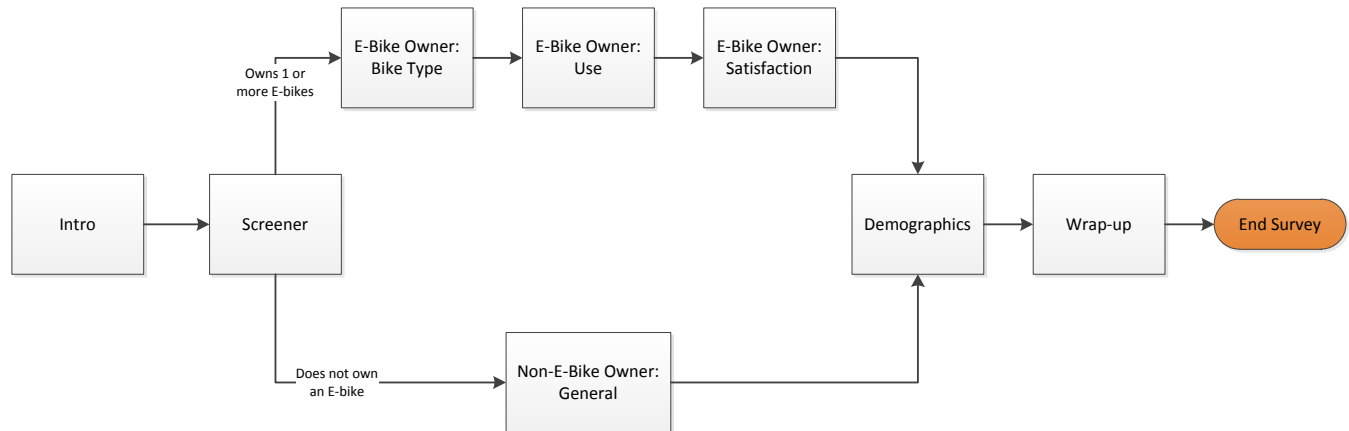 E-Bike Owner:
Bike Type
E-Bike Owner:
Use
E-Bike Owner:
Satisfaction
Owns 1 or
more E-bikes
Intro
Screener
Demographics
Wrap-up
End Survey
Does not own
an E-bike
Non-E-Bike Owner:
General